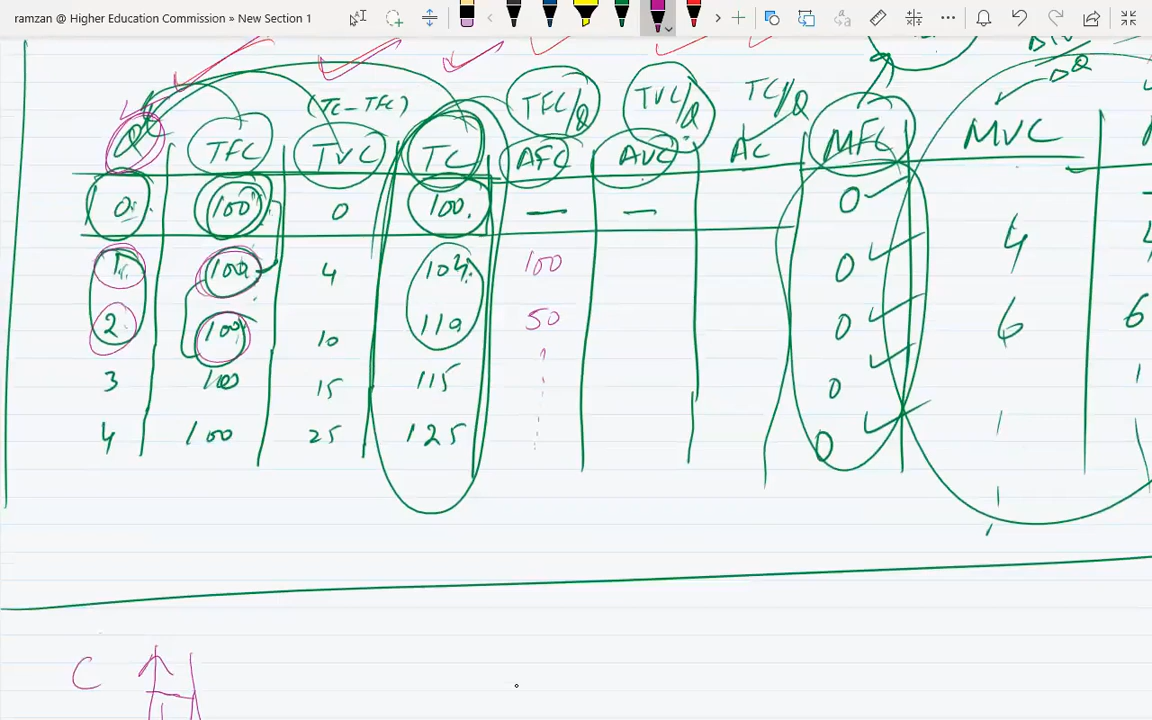 ramzan @ Higher Education Commission » New Section 1
(TC-TFC) TFC/Q TVC/Q TC/Q ΔQ
Q TFC TVC TC AFC AVC AC MFC MVC
0 100 0 100 — — 0
1 100 4 104 100 0 4
2 100 10 110 50 0 6 6
3 100 15 115 0
4 100 25 125 0
C